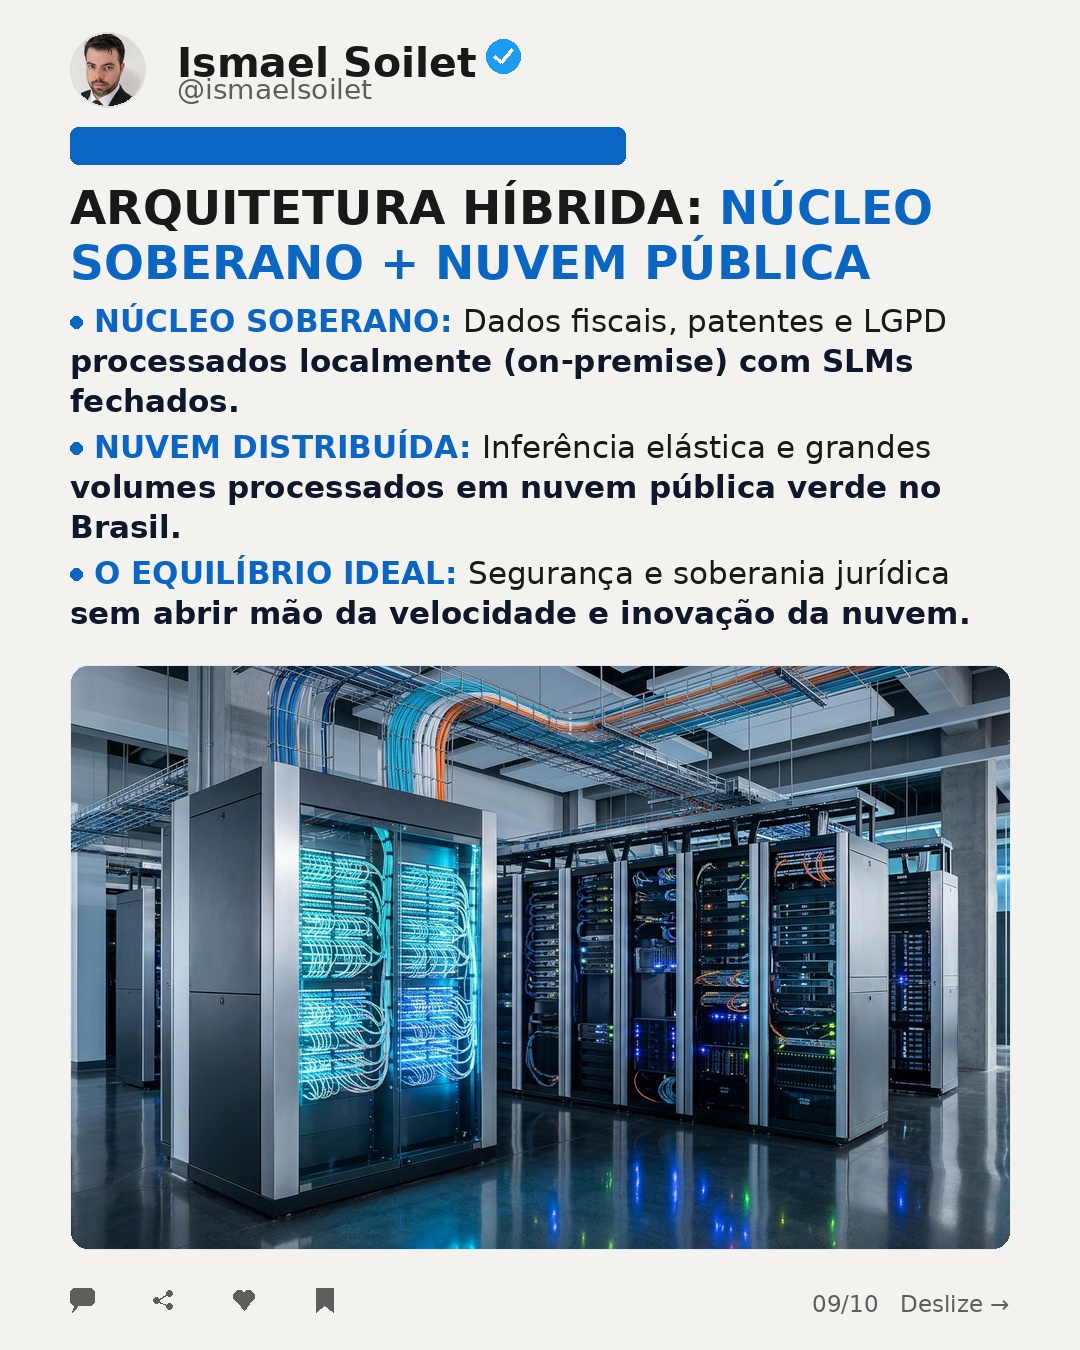 Ismael Soilet
@ismaelsoilet
ARQUITETURA HÍBRIDA: NÚCLEO
SOBERANO + NUVEM PÚBLICA
• NÚCLEO SOBERANO: Dados fiscais, patentes e LGPD
processados localmente (on-premise) com SLMs
fechados.
• NUVEM DISTRIBUÍDA: Inferência elástica e grandes
volumes processados em nuvem pública verde no
Brasil.
• O EQUILÍBRIO IDEAL: Segurança e soberania jurídica
sem abrir mão da velocidade e inovação da nuvem.
09/10 Deslize →